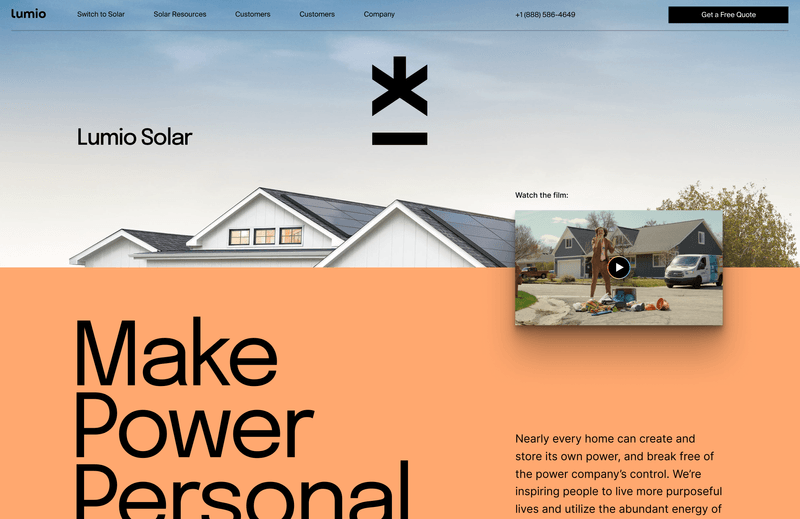 lumio
Switch to Solar
Solar Resources
Customers
Customers
Company
+1 (888) 586-4649
Get a Free Quote
Lumio Solar
Watch the film:
Make
Power
Personal
Nearly every home can create and
store its own power, and break free of
the power company’s control. We’re
inspiring people to live more purposeful
lives and utilize the abundant energy of